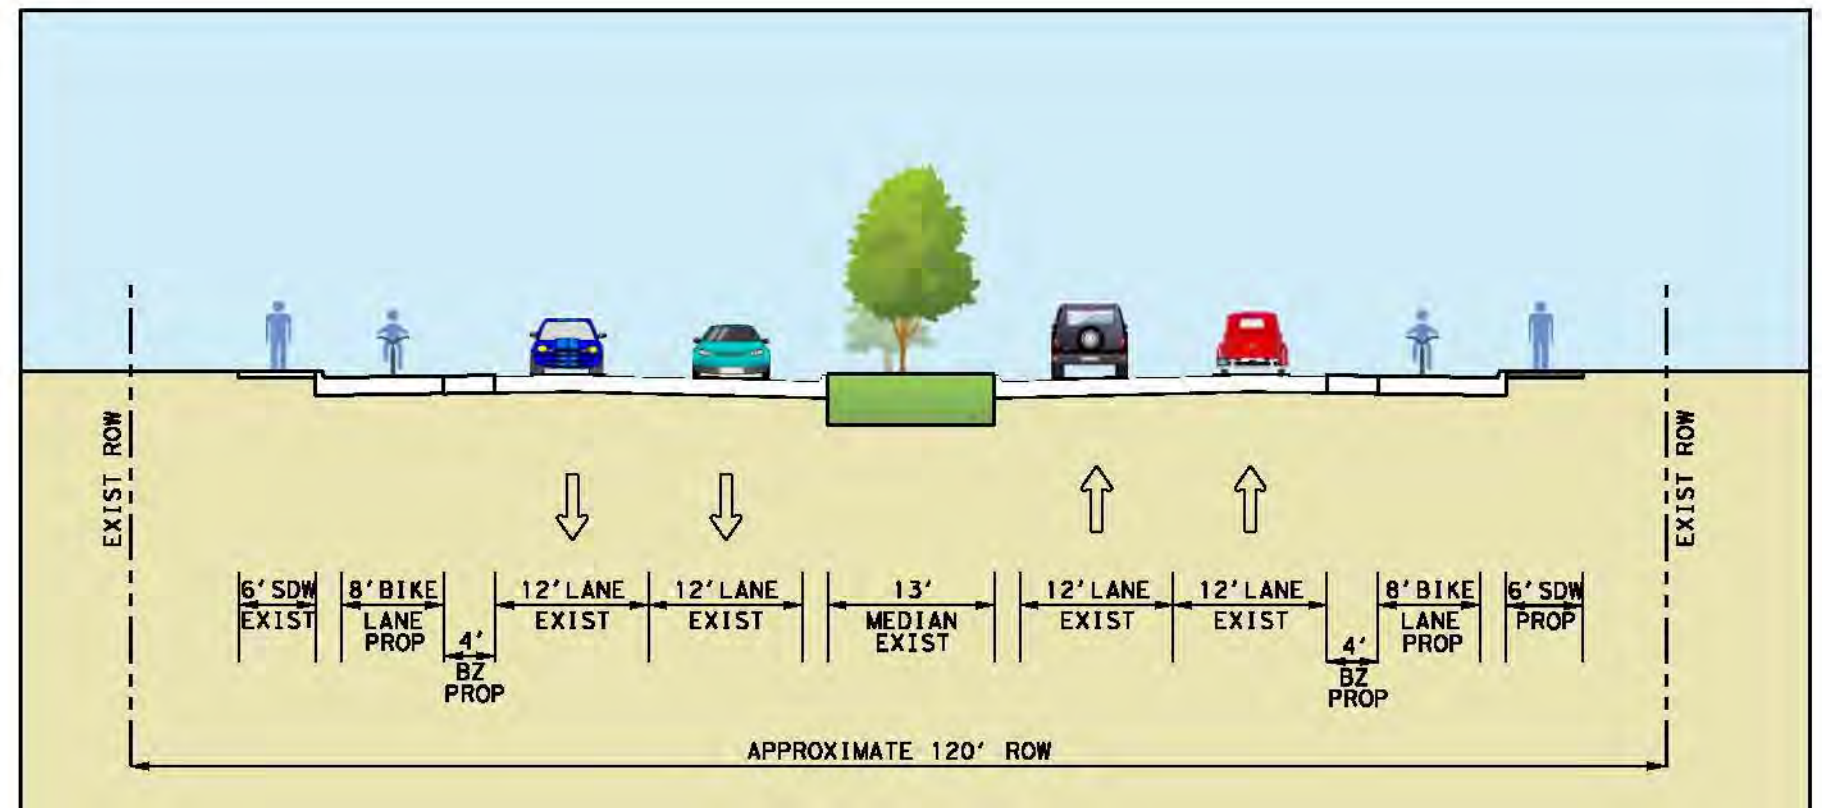 EXIST ROW
EXIST ROW
6' SDW
EXIST
8' BIKE
LANE
PROP
4'
BZ
PROP
12' LANE
EXIST
12' LANE
EXIST
13'
MEDIAN
EXIST
12' LANE
EXIST
12' LANE
EXIST
4'
BZ
PROP
8' BIKE
LANE
PROP
6' SDW
PROP
APPROXIMATE 120' ROW